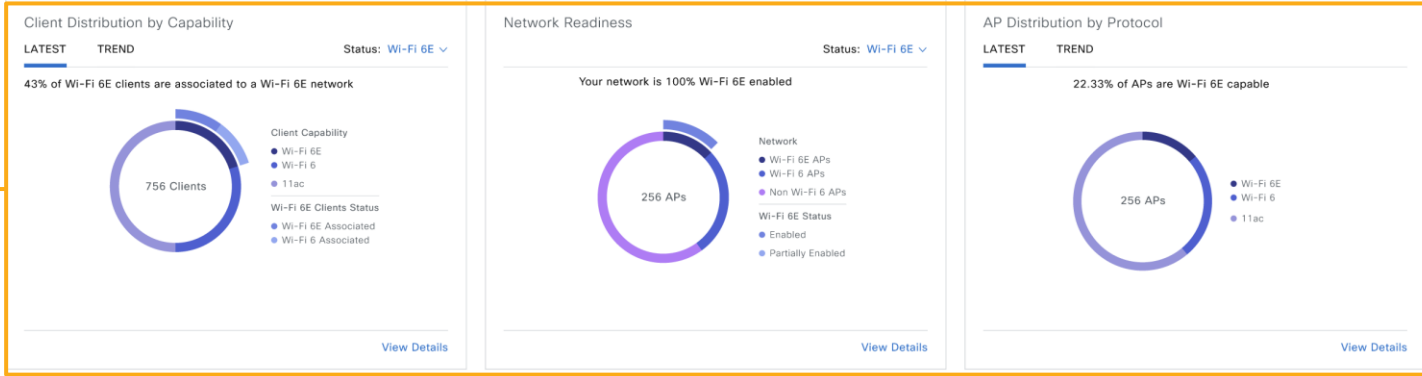 Client Distribution by Capability
LATEST TREND Status: Wi-Fi 6E
43% of Wi-Fi 6E clients are associated to a Wi-Fi 6E network
756 Clients
Client Capability
Wi-Fi 6E
Wi-Fi 6
11ac
Wi-Fi 6E Clients Status
Wi-Fi 6E Associated
Wi-Fi 6 Associated
View Details
Network Readiness
Status: Wi-Fi 6E
Your network is 100% Wi-Fi 6E enabled
256 APs
Network
Wi-Fi 6E APs
Wi-Fi 6 APs
Non Wi-Fi 6 APs
Wi-Fi 6E Status
Enabled
Partially Enabled
View Details
AP Distribution by Protocol
LATEST TREND
22.33% of APs are Wi-Fi 6E capable
256 APs
Wi-Fi 6E
Wi-Fi 6
11ac
View Details